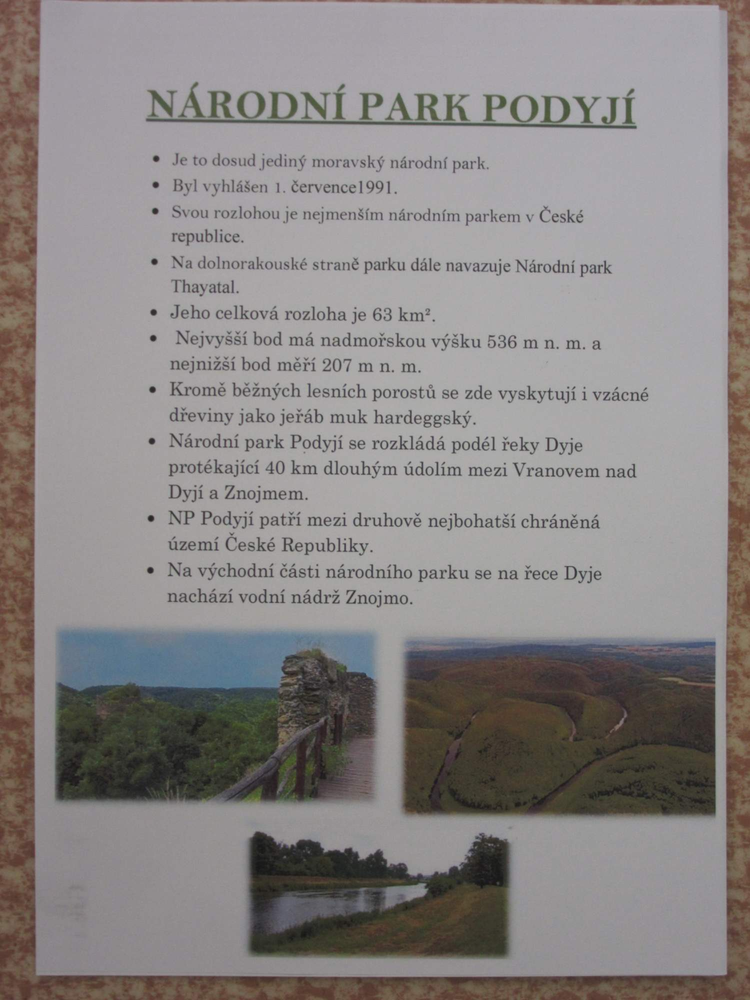 NÁRODNÍ PARK PODYJÍ
• Je to dosud jediný moravský národní park.
• Byl vyhlášen 1. července1991.
• Svou rozlohou je nejmenším národním parkem v České
republice.
• Na dolnorakouské straně parku dále navazuje Národní park
Thayatal.
• Jeho celková rozloha je 63 km².
• Nejvyšší bod má nadmořskou výšku 536 m n. m. a
nejnižší bod měří 207 m n. m.
• Kromě běžných lesních porostů se zde vyskytují i vzácné
dřeviny jako jeřáb muk hardeggský.
• Národní park Podyjí se rozkládá podél řeky Dyje
protékající 40 km dlouhým údolím mezi Vranovem nad
Dyjí a Znojmem.
• NP Podyjí patří mezi druhově nejbohatší chráněná
území České Republiky.
• Na východní části národního parku se na řece Dyje
nachází vodní nádrž Znojmo.